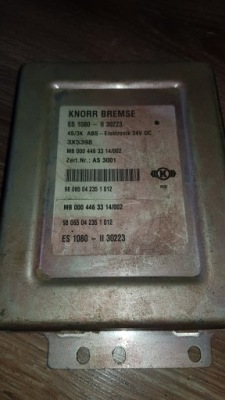 KNORR BREMSE
ES 1060 - II 30223
4S/3K ABS-Elektronik 24V DC
MB 000 446 33 14/002
Zert.Nr.: AS 3001
98 065 04 235 1 012
MB 000 446 33 14/002
98 065 04 235 1 012
ES 1060 - II 30223